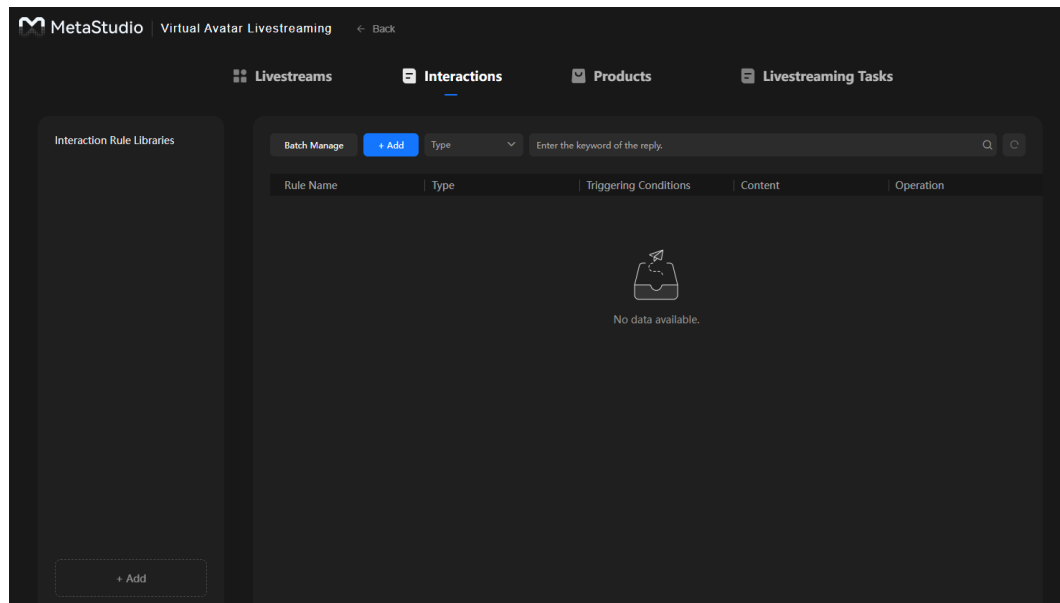 MetaStudio Virtual Avatar Livestreaming ← Back
Livestreams Interactions Products Livestreaming Tasks
Interaction Rule Libraries
Batch Manage + Add Type Enter the keyword of the reply.
Rule Name Type Triggering Conditions Content Operation
No data available.
+ Add